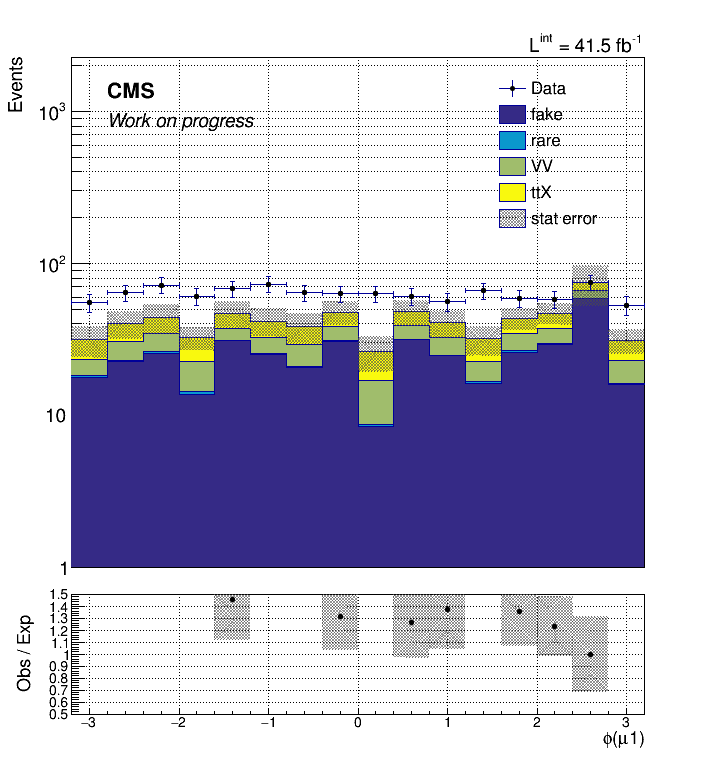 L^int = 41.5 fb^-1
Events
CMS
Work on progress
Data
fake
rare
VV
ttX
stat error
10^3
10^2
10
1
Obs / Exp
1.5
1.4
1.3
1.2
1.1
1
0.9
0.8
0.7
0.6
0.5
−3 −2 −1 0 1 2 3
ϕ(μ1)